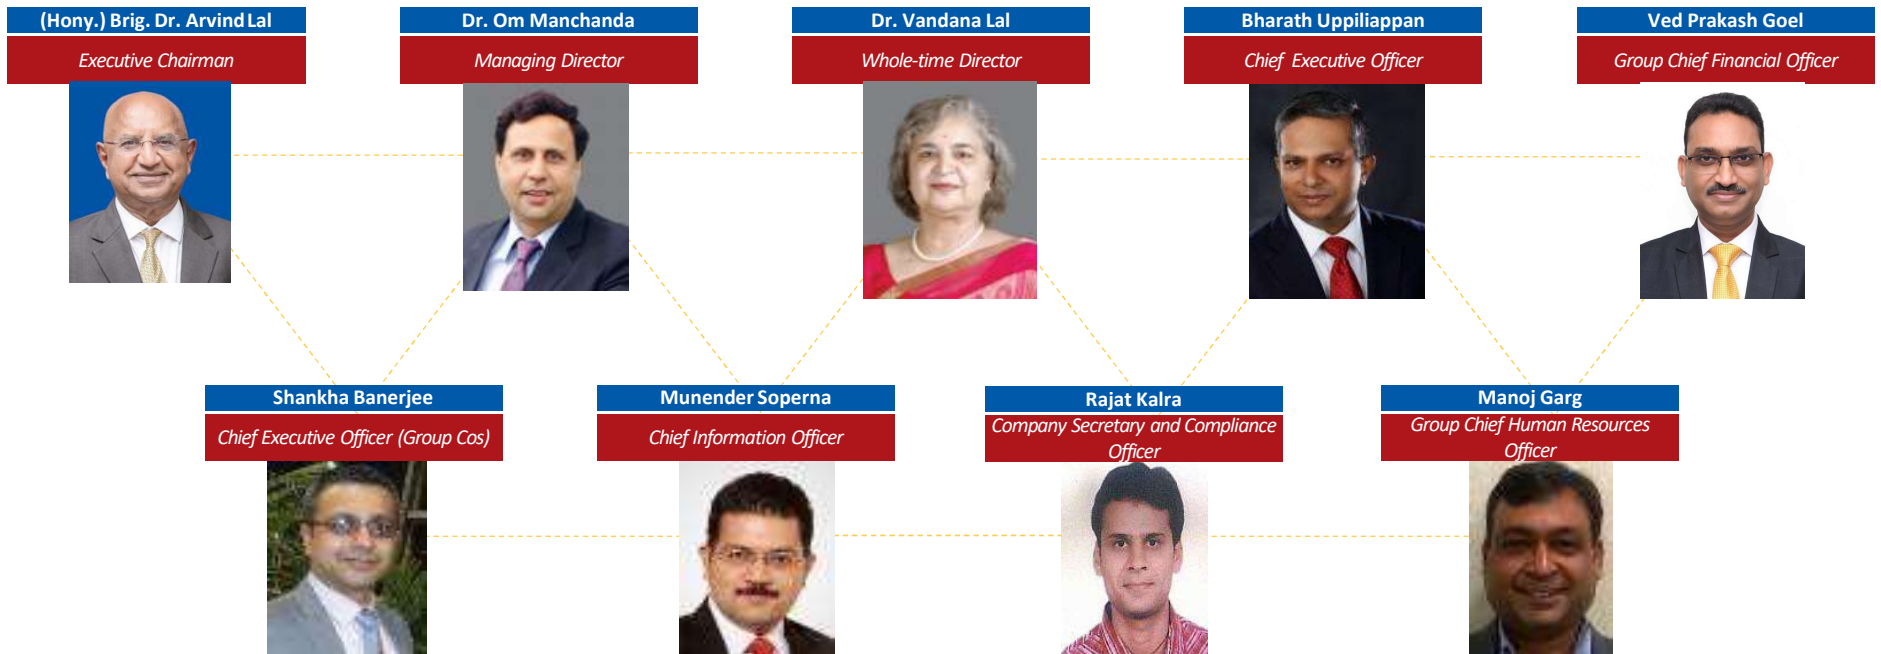 (Hony.) Brig. Dr. Arvind Lal
Executive Chairman
Dr. Om Manchanda
Managing Director
Dr. Vandana Lal
Whole-time Director
Bharath Uppiliappan
Chief Executive Officer
Ved Prakash Goel
Group Chief Financial Officer
Shankha Banerjee
Chief Executive Officer (Group Cos)
Munender Soperna
Chief Information Officer
Rajat Kalra
Company Secretary and Compliance
Officer
Manoj Garg
Group Chief Human Resources
Officer